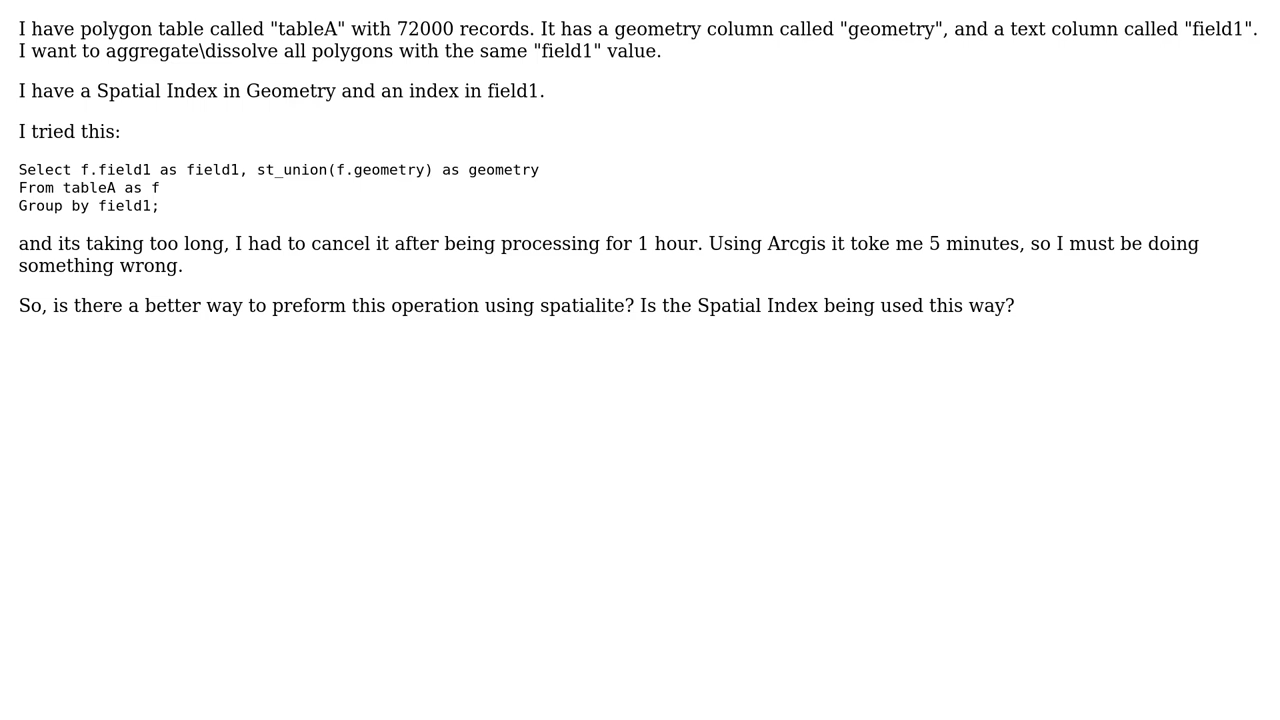 I have polygon table called "tableA" with 72000 records. It has a geometry column called "geometry", and a text column called "field1".
I want to aggregate\dissolve all polygons with the same "field1" value.
I have a Spatial Index in Geometry and an index in field1.
I tried this:
Select f.field1 as field1, st_union(f.geometry) as geometry
From tableA as f
Group by field1;
and its taking too long, I had to cancel it after being processing for 1 hour. Using Arcgis it toke me 5 minutes, so I must be doing
something wrong.
So, is there a better way to preform this operation using spatialite? Is the Spatial Index being used this way?